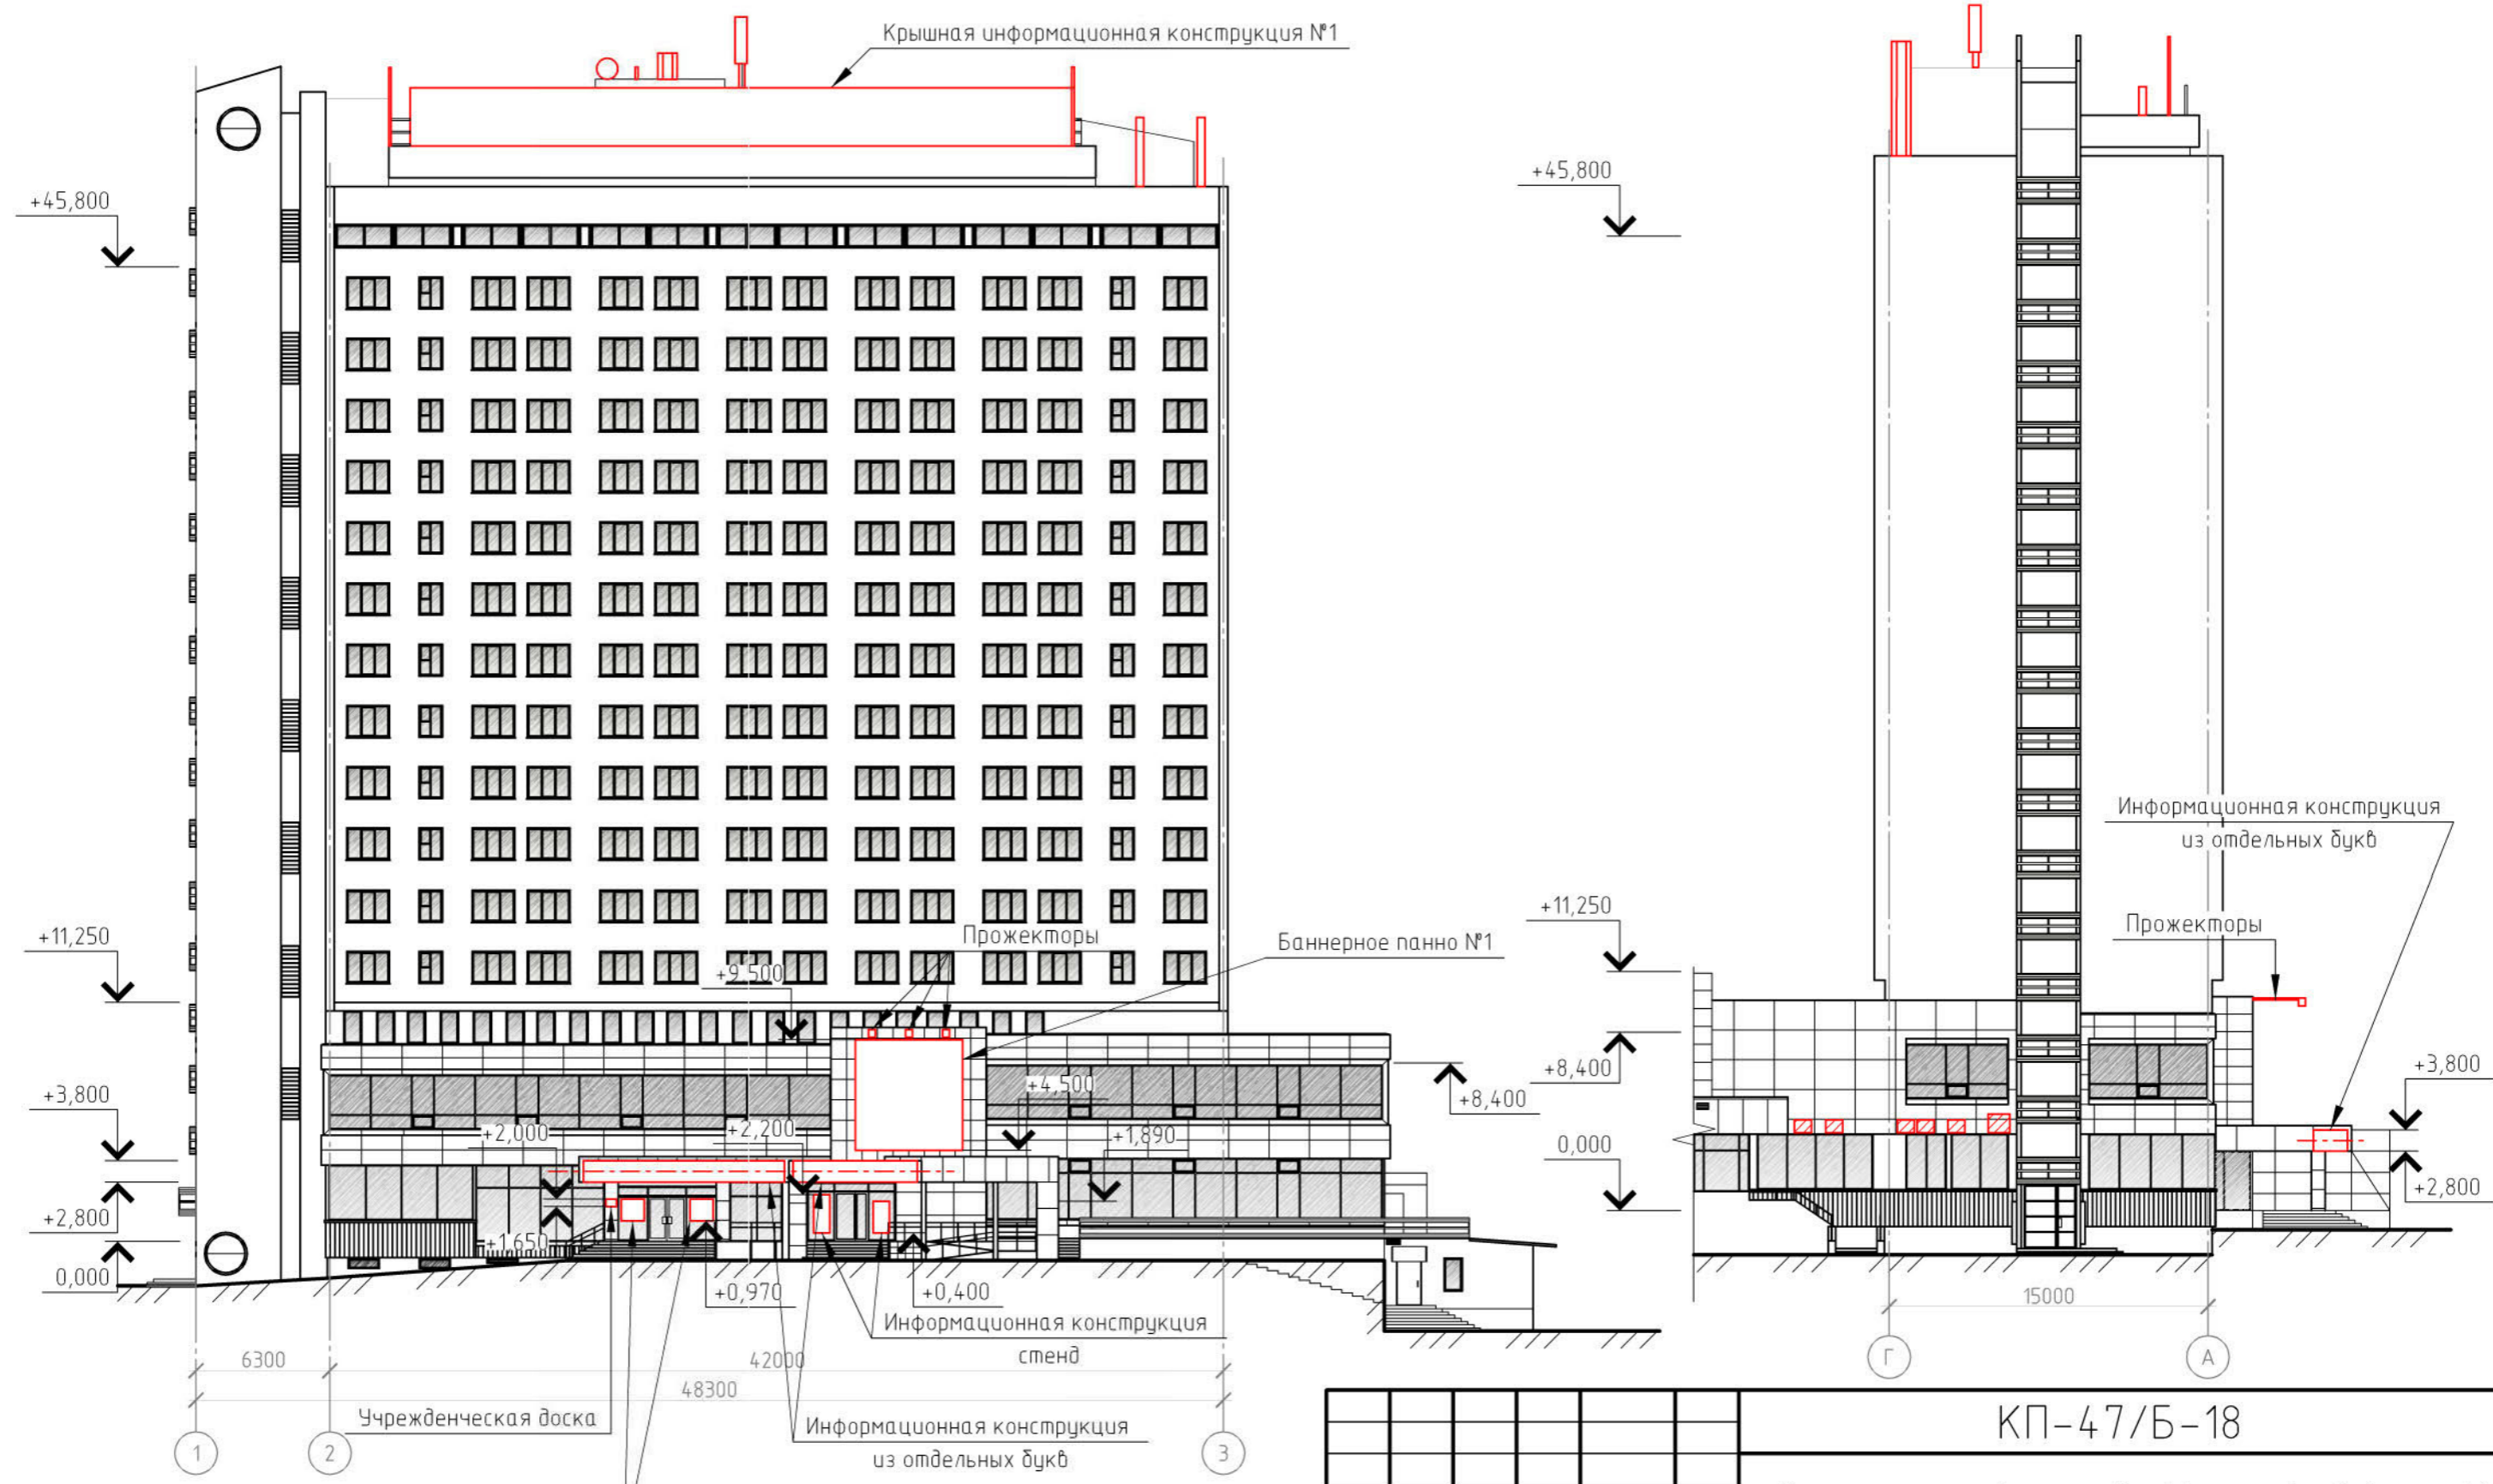 Крышная информационная конструкция №1
+45,800
+45,800
Информационная конструкция
из отдельных букв
+11,250
Прожекторы
+11,250
Прожекторы
Баннерное панно №1
+9,500
+3,800
+4,500
+8,400
+8,400
+3,800
+2,000
+2,200
+1,890
0,000
+2,800
+2,800
+1,650
0,000
+0,970
+0,400
15000
Информационная конструкция
стенд
6300
42000
Г
А
48300
Учрежденческая доска
Информационная конструкция
из отдельных букв
КП-47/Б-18
1
2
3